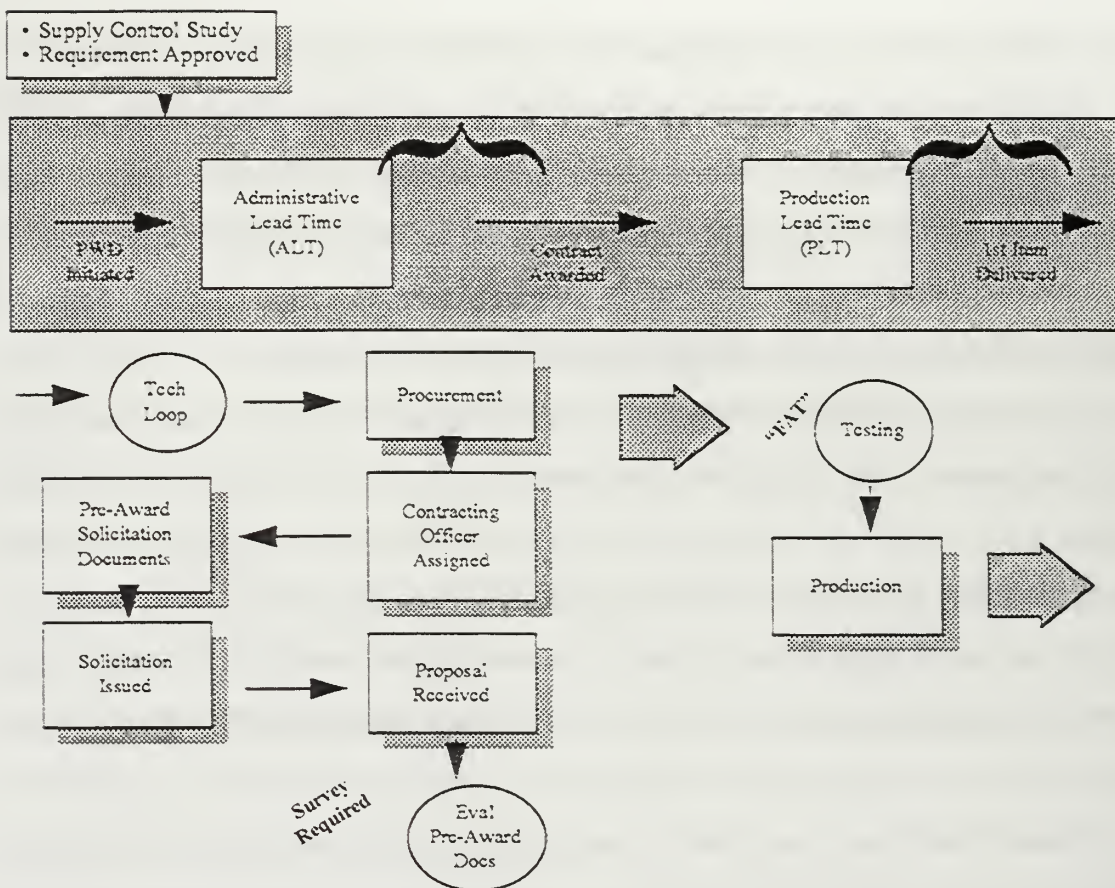 • Supply Control Study
• Requirement Approved
PWD
Initiated
Administrative
Lead Time
(ALT)
Contract
Awarded
Production
Lead Time
(PLT)
1st Item
Delivered
Tech
Loop
Procurement
"FAT"
Testing
Pre-Award
Solicitation
Documents
Contracting
Officer
Assigned
Production
Solicitation
Issued
Proposal
Received
Survey
Required
Eval
Pre-Award
Docs